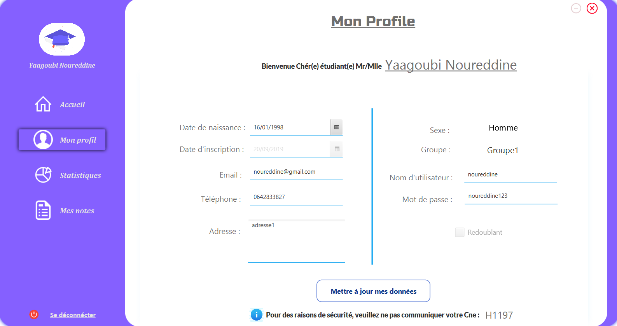 Mon Profile
Yaagoubi Noureddine
Bienvenue Chér(e) étudiant(e) Mr/Mlle Yaagoubi Noureddine
Accueil
Mon profil
Statistiques
Mes notes
Se déconnécter
Date de naissance : 16/01/1998
Date d'inscription :
Email : noureddine@gmail.com
Téléphone : 0642833827
Adresse : adresse1
Sexe : Homme
Groupe : Groupe1
Nom d'utilisateur : noureddine
Mot de passe : noureddine123
Redoublant
Mettre à jour mes données
Pour des raisons de sécurité, veuillez ne pas communiquer votre Cne : H1197